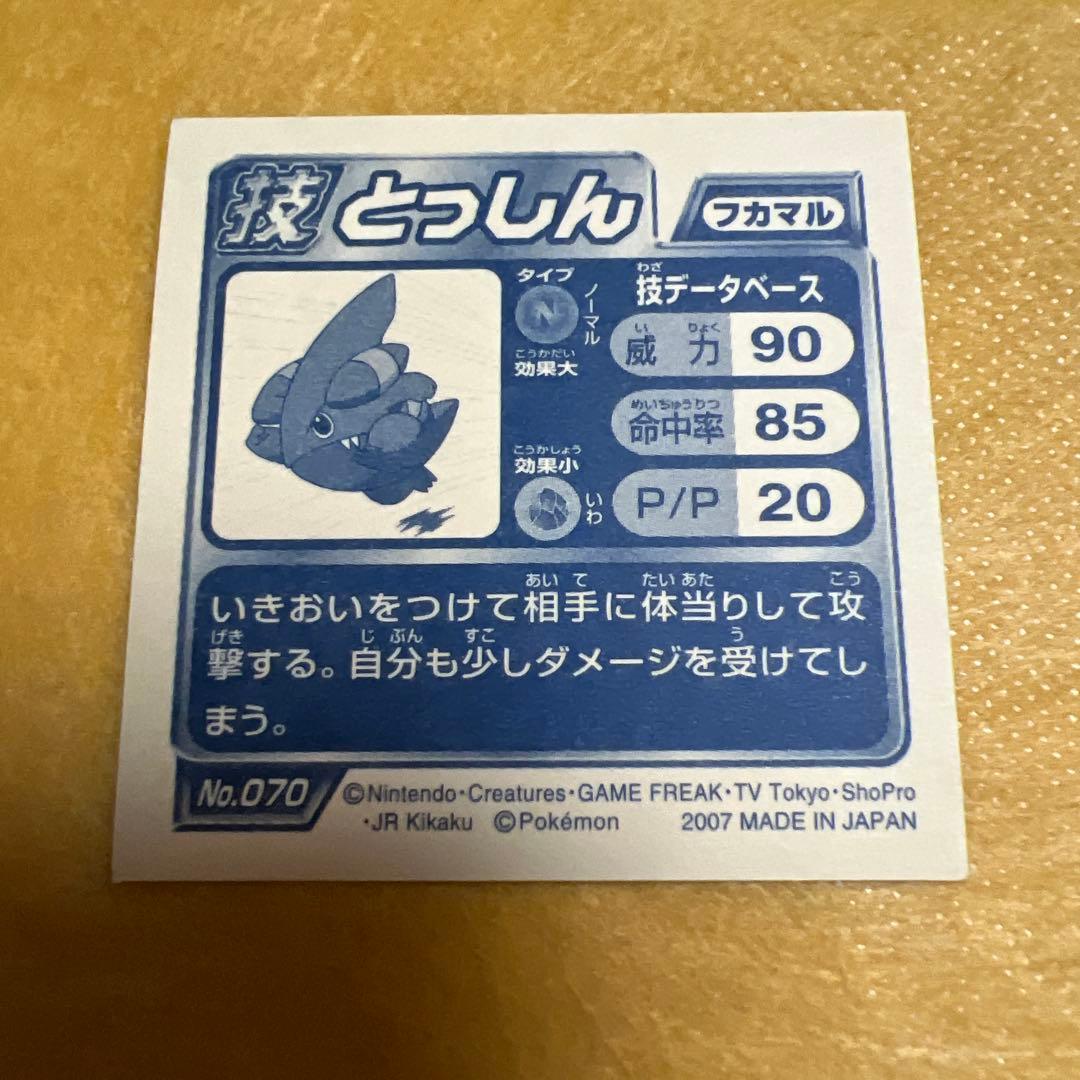 技 とっしん
フカマル
タイプ
N
ノーマル
こうかだい
効果大
こうかしょう
効果小
いわ
わざ
技データベース
い りょく
威力 90
めいちゅうりつ
命中率 85
P/P 20
あいて たいあた こう
いきおいをつけて相手に体当りして攻
げき じぶん すこ う
撃する。自分も少しダメージを受けてし
まう。
No.070
©Nintendo・Creatures・GAME FREAK・TV Tokyo・ShoPro
・JR Kikaku ©Pokémon 2007 MADE IN JAPAN